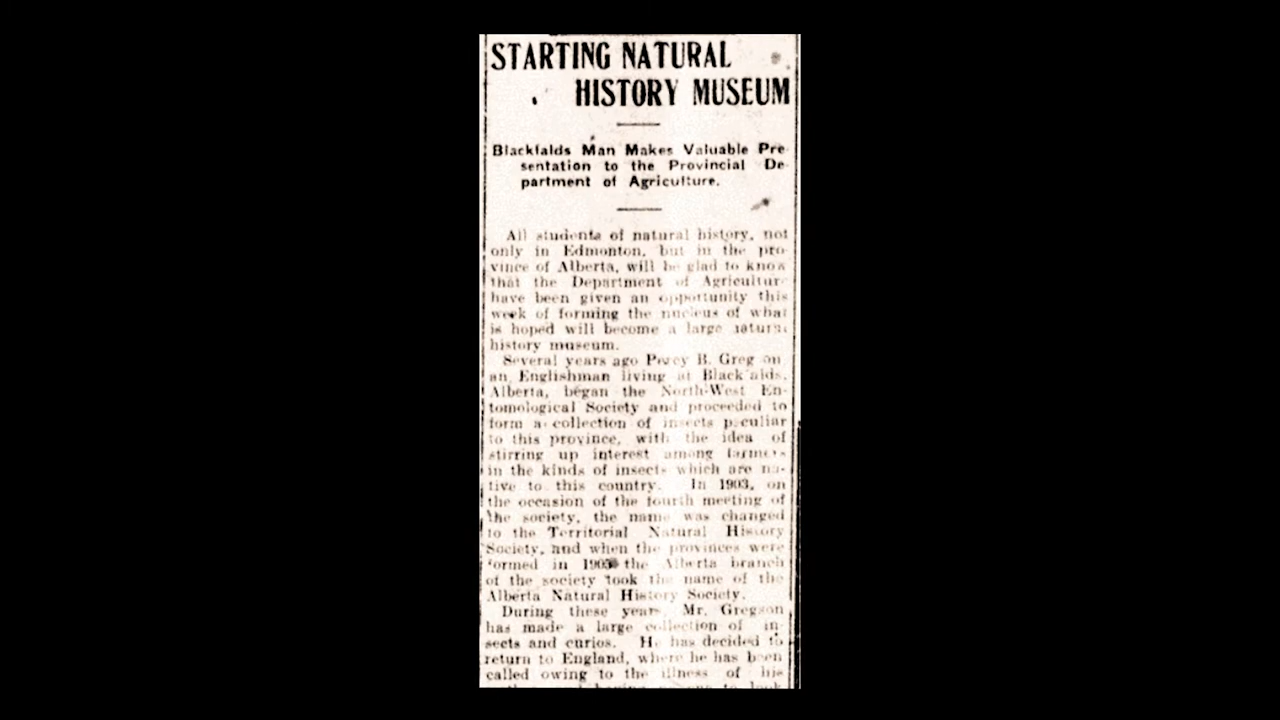 STARTING NATURAL
HISTORY MUSEUM
Blackfalds Man Makes Valuable Pre
sentation to the Provincial De-
partment of Agriculture.
All students of natural history, not
only in Edmonton, but in the pro-
vince of Alberta, will be glad to know
that the Department of Agricultur
have been given an opportunity this
week of forming the nucleus of what
is hoped will become a large natural
history museum.
Several years ago Percy B. Greg on
an Englishman living at Black alds,
Alberta, began the North-West En-
tomological Society and proceeded to
form a collection of insects peculiar
to this province, with the idea of
stirring up interest among farmers
in the kinds of insects which are na-
tive to this country. In 1903, on
the occasion of the fourth meeting of
the society, the name was changed
to the Territorial Natural History
Society, and when the provinces were
formed in 1905 the Alberta branch
of the society took the name of the
Alberta Natural History Society.
During these years, Mr. Gregson
has made a large collection of in-
sects and curios. He has decided to
return to England, where he has been
called owing to the illness of his